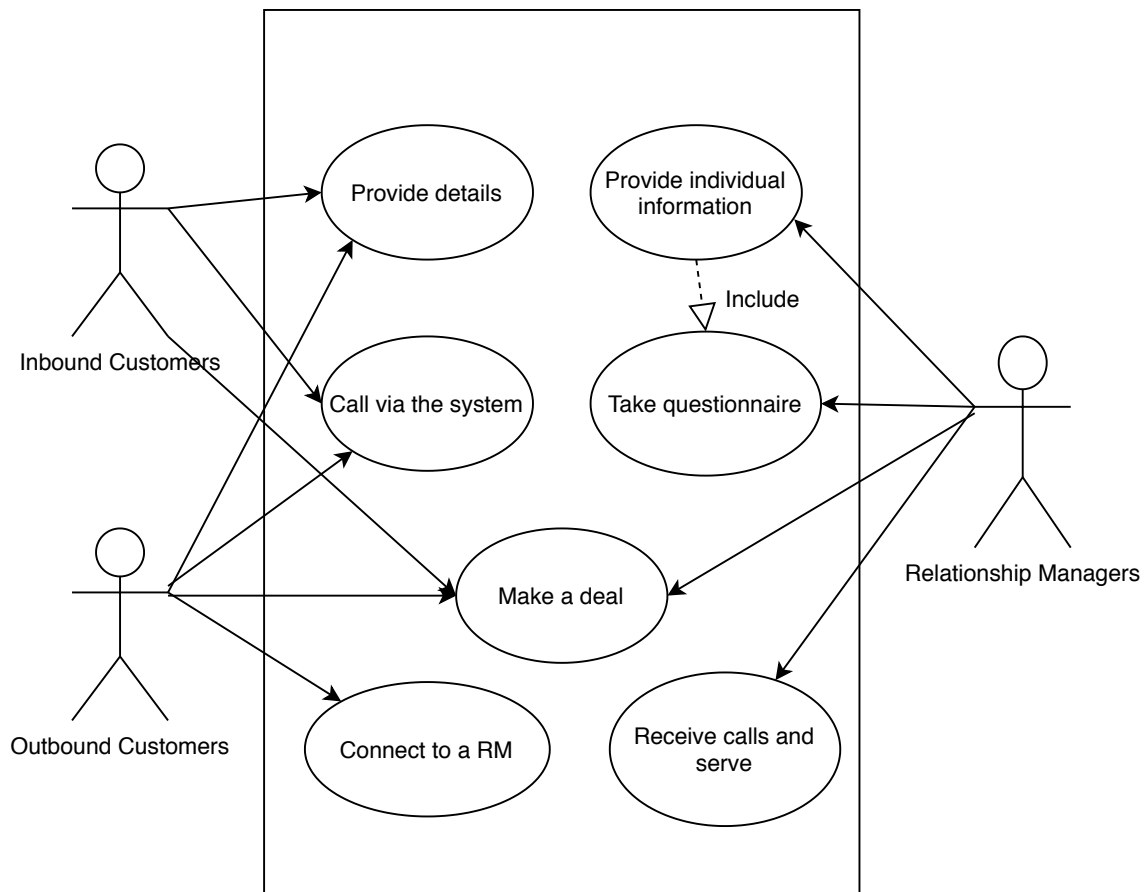 Provide details
Provide individual
information
Include
Inbound Customers
Call via the system
Take questionnaire
Make a deal
Relationship Managers
Outbound Customers
Connect to a RM
Receive calls and
serve